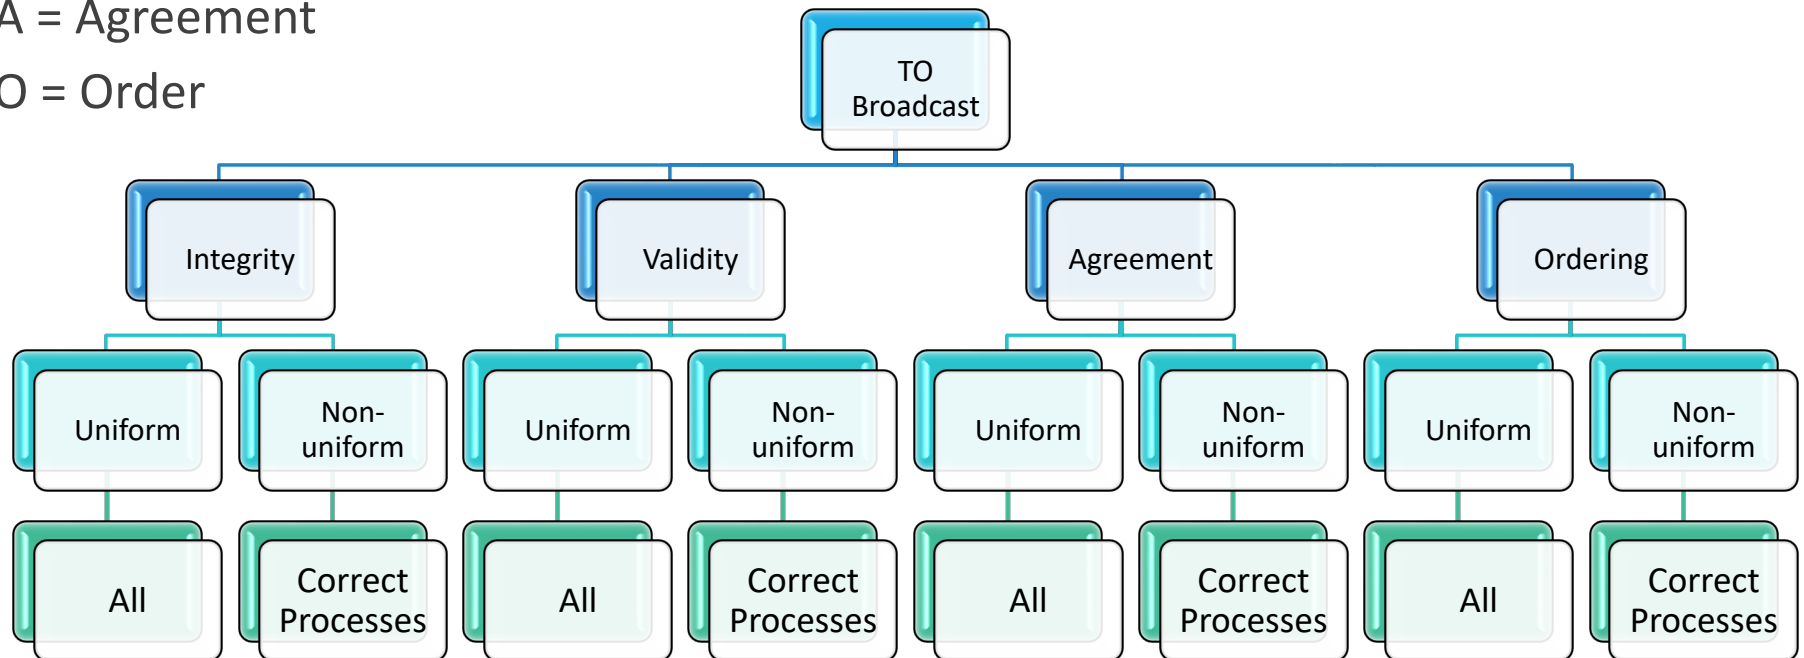 A = Agreement
O = Order
TO
Broadcast
Integrity
Validity
Agreement
Ordering
Uniform
Non-
uniform
Uniform
Non-
uniform
Uniform
Non-
uniform
Uniform
Non-
uniform
All
Correct
Processes
All
Correct
Processes
All
Correct
Processes
All
Correct
Processes